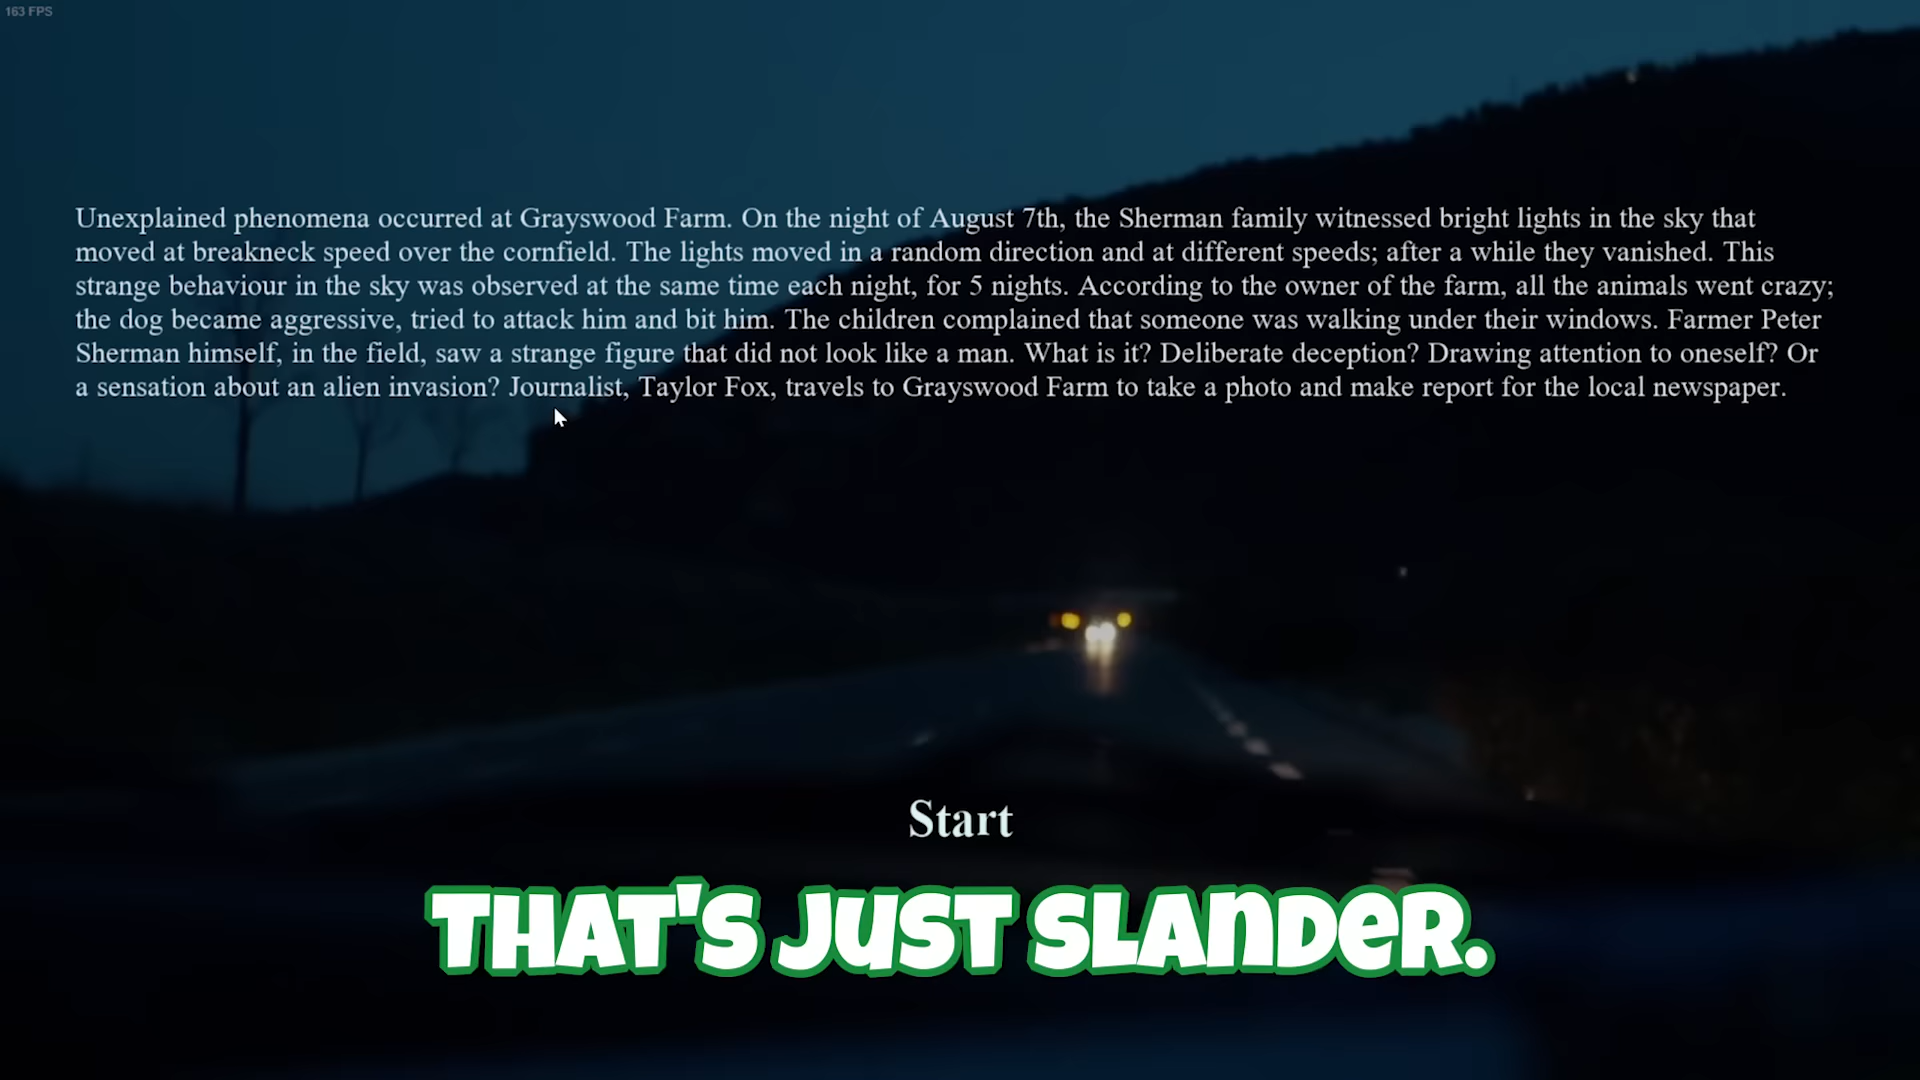 163 FPS
Unexplained phenomena occurred at Grayswood Farm. On the night of August 7th, the Sherman family witnessed bright lights in the sky that
moved at breakneck speed over the cornfield. The lights moved in a random direction and at different speeds; after a while they vanished. This
strange behaviour in the sky was observed at the same time each night, for 5 nights. According to the owner of the farm, all the animals went crazy;
the dog became aggressive, tried to attack him and bit him. The children complained that someone was walking under their windows. Farmer Peter
Sherman himself, in the field, saw a strange figure that did not look like a man. What is it? Deliberate deception? Drawing attention to oneself? Or
a sensation about an alien invasion? Journalist, Taylor Fox, travels to Grayswood Farm to take a photo and make report for the local newspaper.
Start
THAT'S JUST SLANDER.